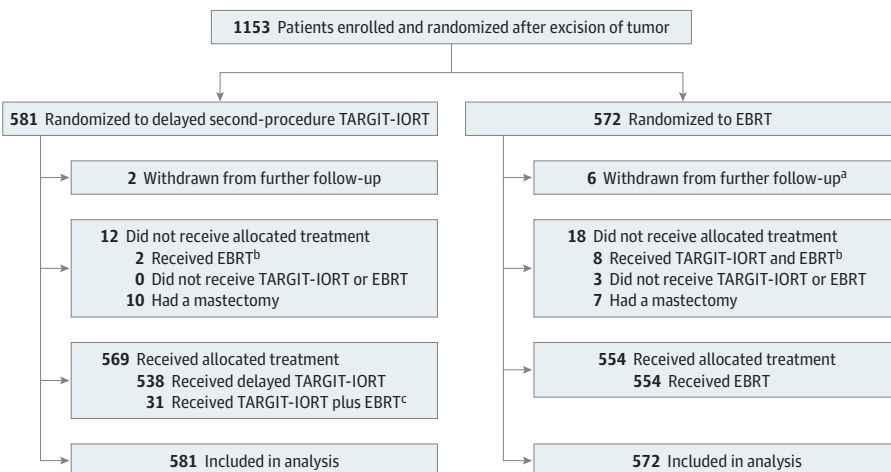 1153 Patients enrolled and randomized after excision of tumor
581 Randomized to delayed second-procedure TARGIT-IORT
2 Withdrawn from further follow-up
12 Did not receive allocated treatment
2 Received EBRTb
0 Did not receive TARGIT-IORT or EBRT
10 Had a mastectomy
569 Received allocated treatment
538 Received delayed TARGIT-IORT
31 Received TARGIT-IORT plus EBRTc
581 Included in analysis
572 Randomized to EBRT
6 Withdrawn from further follow-upa
18 Did not receive allocated treatment
8 Received TARGIT-IORT and EBRTb
3 Did not receive TARGIT-IORT or EBRT
7 Had a mastectomy
554 Received allocated treatment
554 Received EBRT
572 Included in analysis